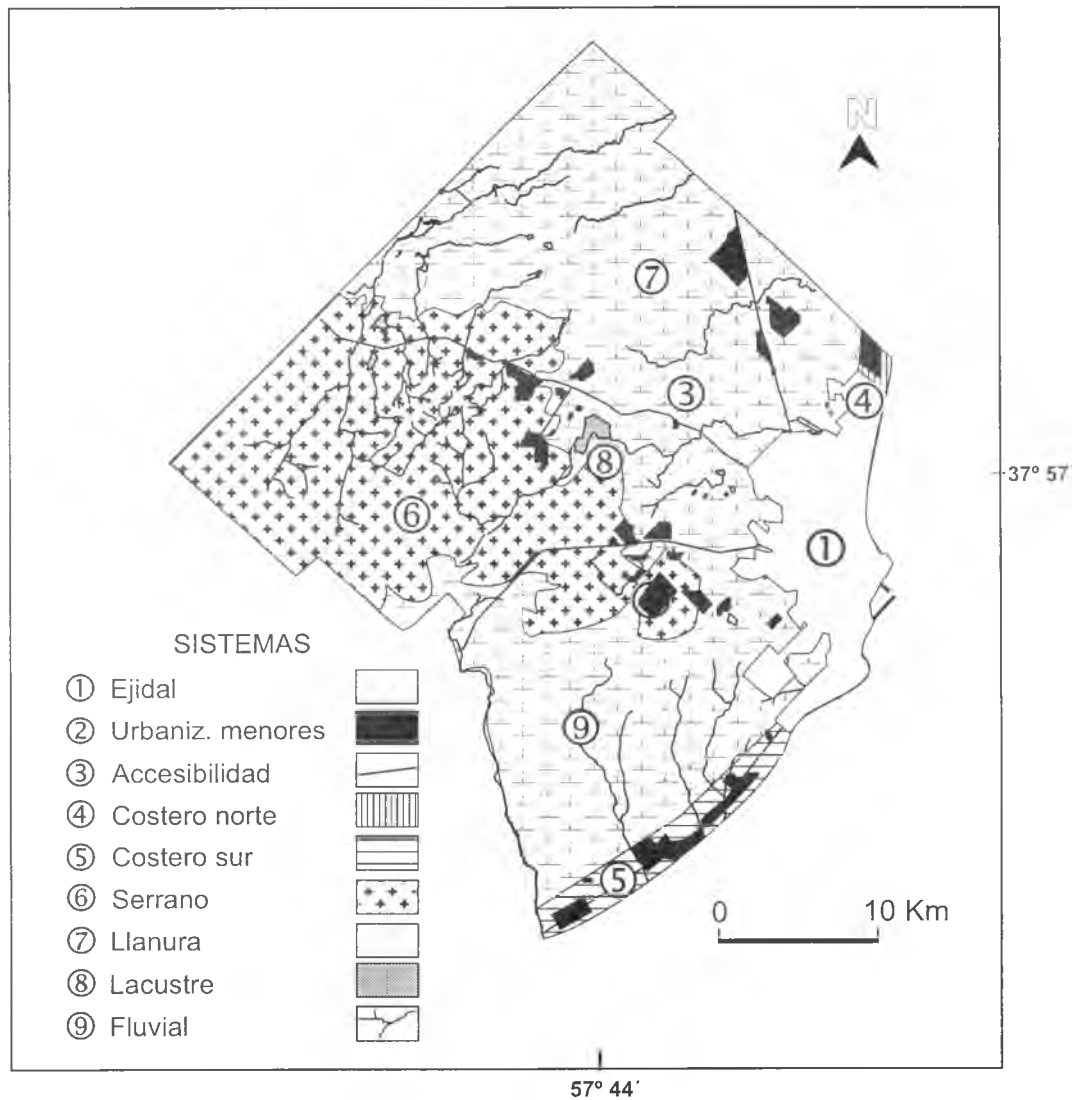 N
⑦
③
④
⑧
37° 57
⑥
①
SISTEMAS
① Ejidal
② Urbaniz. menores
③ Accesibilidad
④ Costero norte
⑤ Costero sur
⑥ Serrano
⑦ Llanura
⑧ Lacustre
⑨ Fluvial
⑨
⑤
0 10 Km
57° 44´